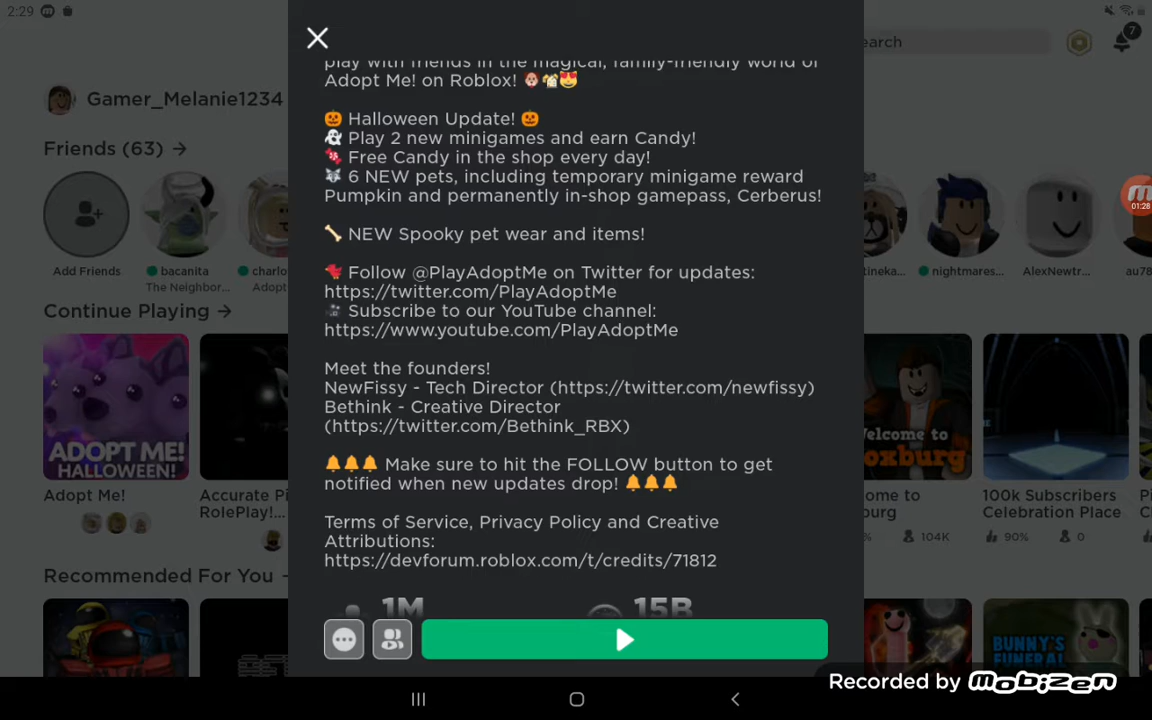 2:29
7
earch
Gamer_Melanie1234
Friends (63) →
Add Friends
bacanita
The Neighbor...
charlo
Adopt
tineka...
nightmares...
AlexNewtr...
au78
01:28
Continue Playing →
ADOPT ME!
HALLOWEEN!
Adopt Me!
Accurate Pi
RolePlay!...
elcome to
oxburg
me to
burg
% 104K
100k Subscribers
Celebration Place
90% 0
Pi
Recommended For You
BUNNY'S
FUNERAL
play with friends in the magical, family-friendly world of
Adopt Me! on Roblox! 🐶🏡😍
🎃 Halloween Update! 🎃
👻 Play 2 new minigames and earn Candy!
🍬 Free Candy in the shop every day!
🐺 6 NEW pets, including temporary minigame reward
Pumpkin and permanently in-shop gamepass, Cerberus!
🦴 NEW Spooky pet wear and items!
🐦 Follow @PlayAdoptMe on Twitter for updates:
https://twitter.com/PlayAdoptMe
🎥 Subscribe to our YouTube channel:
https://www.youtube.com/PlayAdoptMe
Meet the founders!
NewFissy - Tech Director (https://twitter.com/newfissy)
Bethink - Creative Director
(https://twitter.com/Bethink_RBX)
🔔🔔🔔 Make sure to hit the FOLLOW button to get
notified when new updates drop! 🔔🔔🔔
Terms of Service, Privacy Policy and Creative
Attributions:
https://devforum.roblox.com/t/credits/71812
1M 15B
Recorded by mobizen